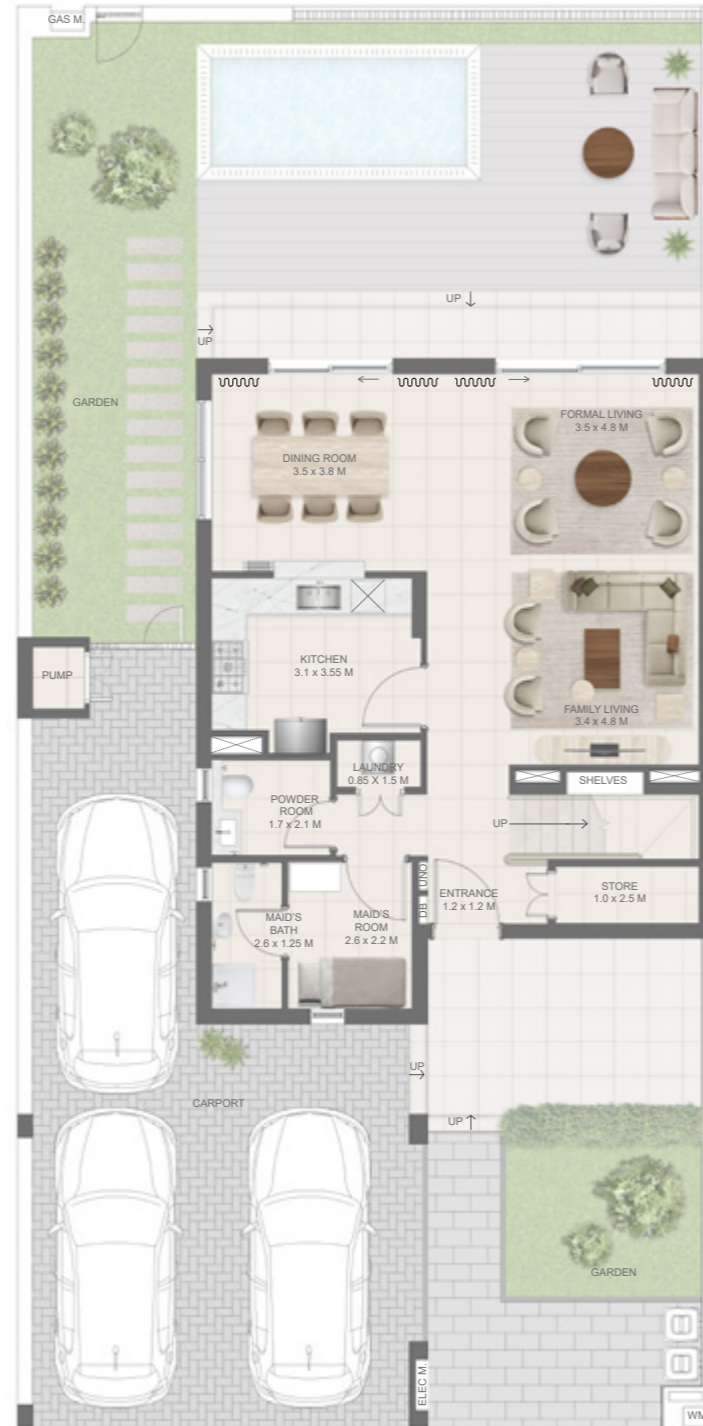 GAS M.
UP
UP
GARDEN
FORMAL LIVING
3.5 x 4.8 M
DINING ROOM
3.5 x 3.8 M
KITCHEN
3.1 x 3.55 M
PUMP
FAMILY LIVING
3.4 x 4.8 M
LAUNDRY
0.85 X 1.5 M
SHELVES
POWDER
ROOM
1.7 x 2.1 M
UP
UNO
DB
ENTRANCE
1.2 x 1.2 M
STORE
1.0 x 2.5 M
MAID'S
BATH
2.6 x 1.25 M
MAID'S
ROOM
2.6 x 2.2 M
UP
CARPORT
UP
GARDEN
ELEC M.
WM